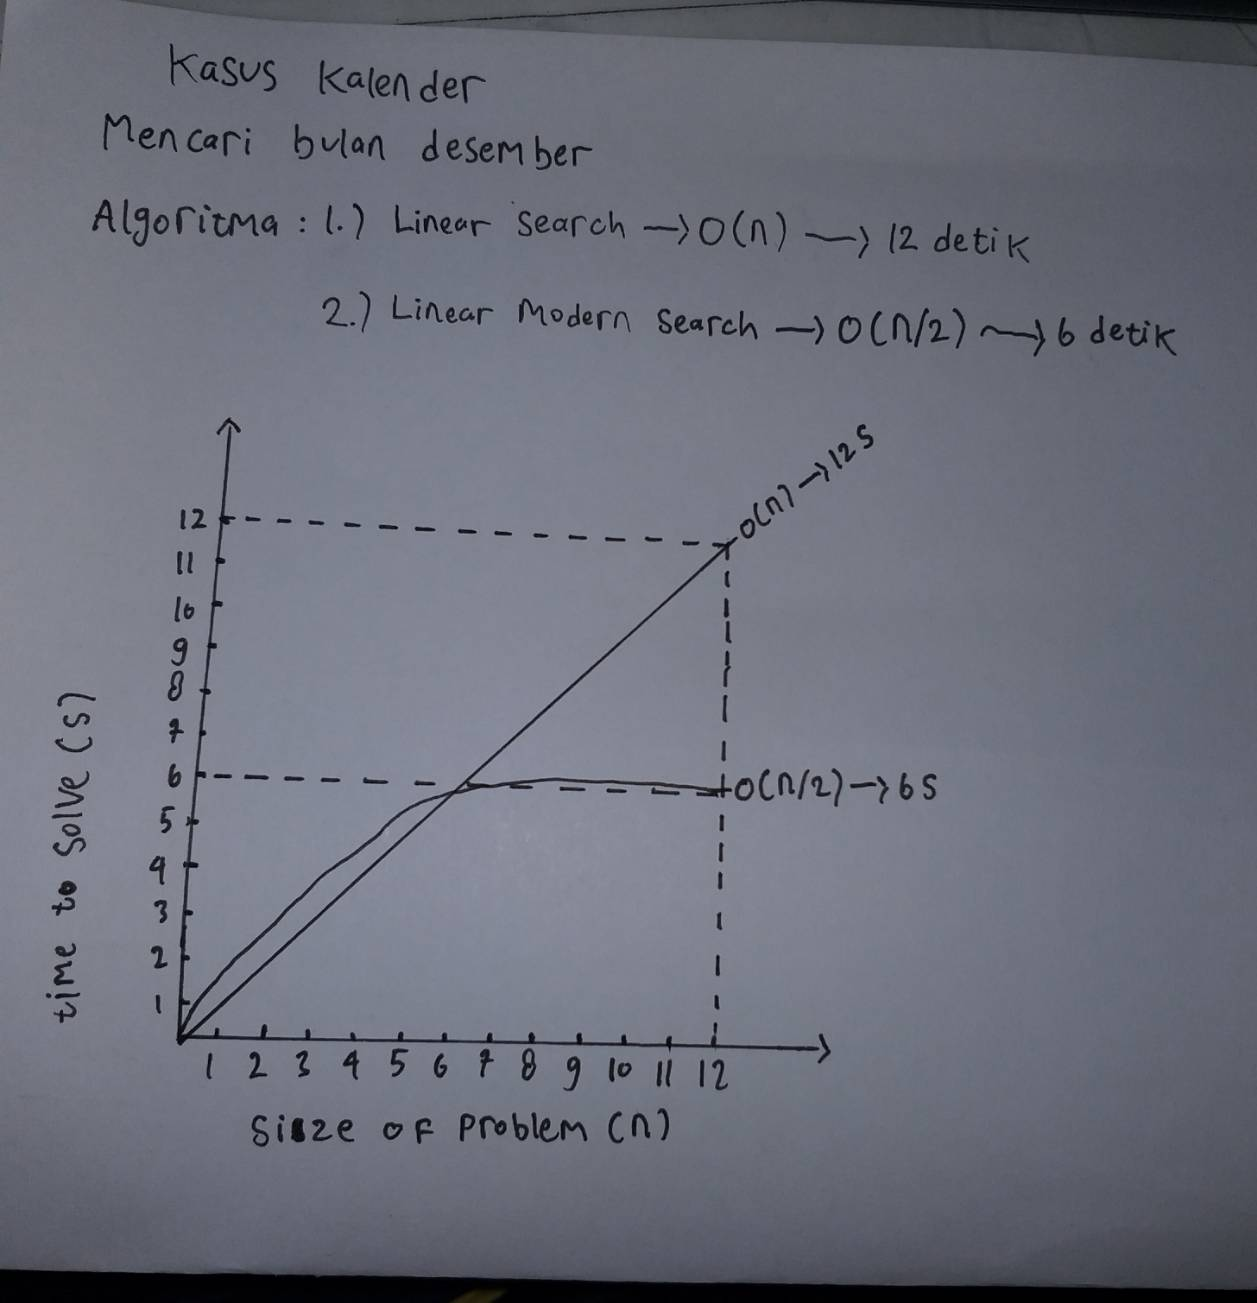 Kasus Kalender
Mencari bulan desember
Algoritma : 1.) Linear Search → O(n) → 12 detik
2.) Linear Modern Search → O(n/2) → 6 detik
O(n) → 12 S
12
11
10
9
8
7
6
5
4
3
2
1
O(n/2) → 6 S
time to Solve (S)
1 2 3 4 5 6 7 8 9 10 11 12
Size of Problem (n)